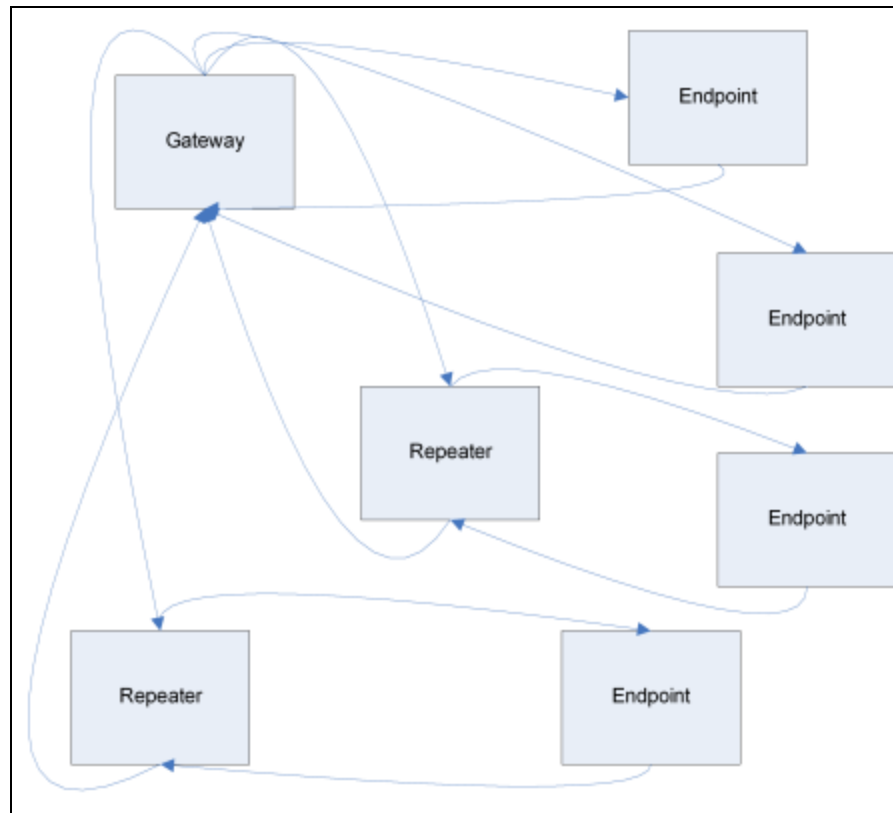 Endpoint
Gateway
Endpoint
Repeater
Endpoint
Repeater
Endpoint